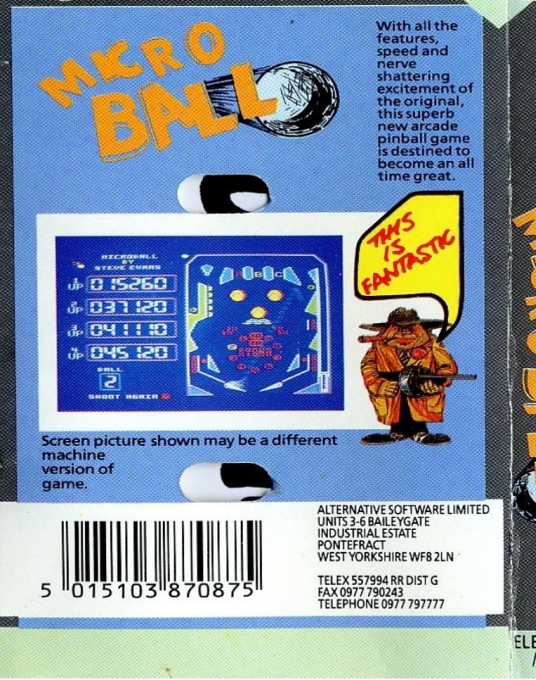 MICRO
BALL
With all the
features,
speed and
nerve
shattering
excitement of
the original,
this superb
new arcade
pinball game
is destined to
become an all
time great.
THIS
IS
FANTASTIC
MICROBALL
BY
STEVE EVANS
1 UP 015260
2 UP 037120
3 UP 041110
4 UP 045120
BALL
2
SHOOT AGAIN
A B C
Screen picture shown may be a different
machine
version of
game.
ALTERNATIVE SOFTWARE LIMITED
UNITS 3-6 BAILEYGATE
INDUSTRIAL ESTATE
PONTEFRACT
WEST YORKSHIRE WF8 2LN
TELEX 557994 RR DIST G
FAX 0977 790243
TELEPHONE 0977 797777
5 015103 870875